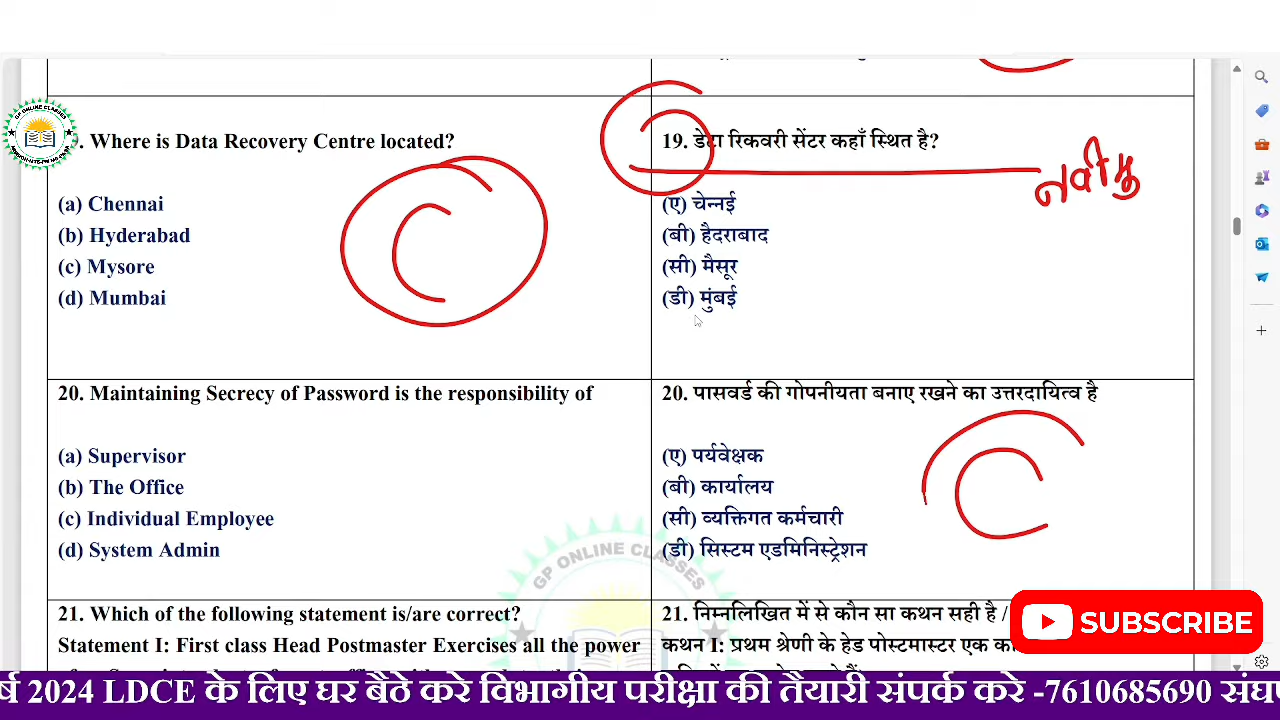 GP ONLINE CLASSES
. Where is Data Recovery Centre located?
(a) Chennai
(b) Hyderabad
(c) Mysore
(d) Mumbai
C
19. डेटा रिकवरी सेंटर कहाँ स्थित है?
नवी मु
(ए) चेन्नई
(बी) हैदराबाद
(सी) मैसूर
(डी) मुंबई
20. Maintaining Secrecy of Password is the responsibility of
(a) Supervisor
(b) The Office
(c) Individual Employee
(d) System Admin
20. पासवर्ड की गोपनीयता बनाए रखने का उत्तरदायित्व है
(ए) पर्यवेक्षक
(बी) कार्यालय
(सी) व्यक्तिगत कर्मचारी
(डी) सिस्टम एडमिनिस्ट्रेशन
C
GP ONLINE CLASSES
21. Which of the following statement is/are correct?
Statement I: First class Head Postmaster Exercises all the power
21. निम्नलिखित में से कौन सा कथन सही है /
कथन I: प्रथम श्रेणी के हेड पोस्टमास्टर एक
SUBSCRIBE
र्ष 2024 LDCE के लिए घर बैठे करे विभागीय परीक्षा की तैयारी संपर्क करे -7610685690 संघ